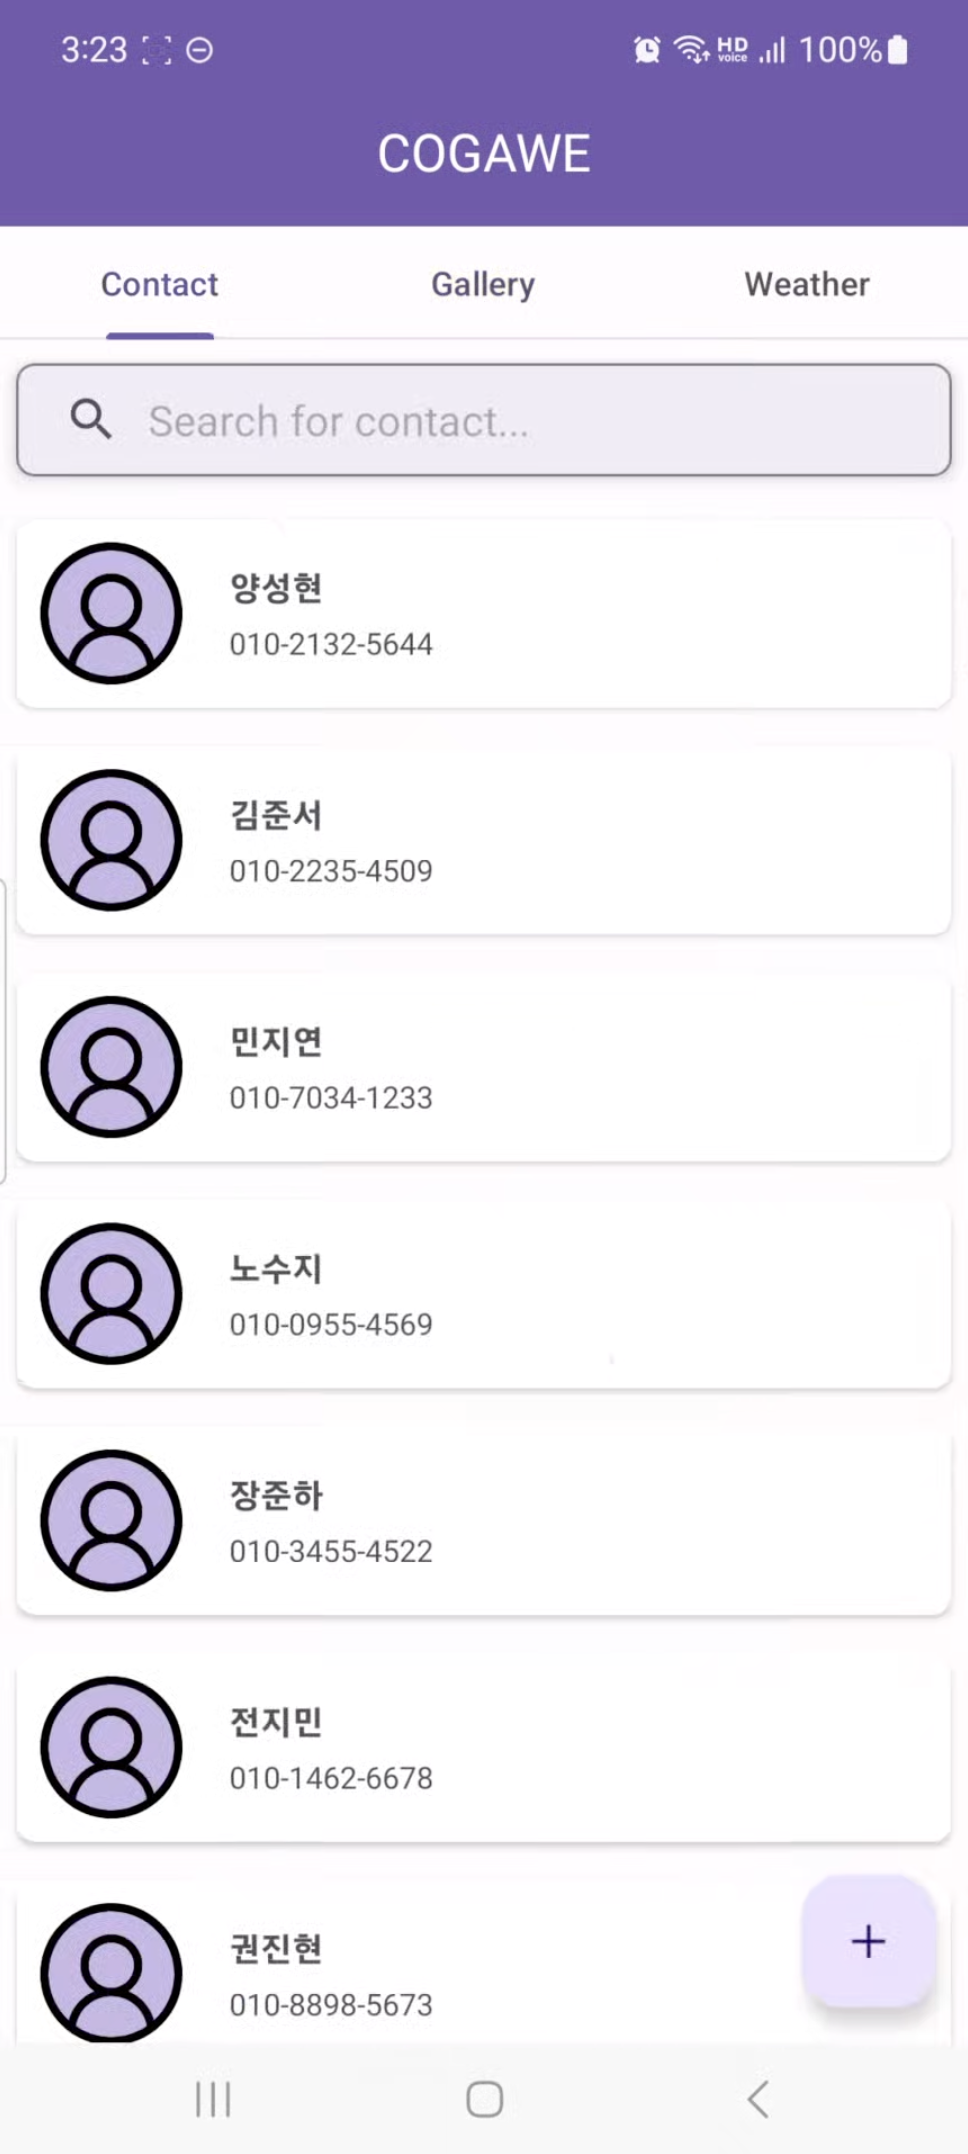 3:23 HD voice 100%
COGAWE
Contact Gallery Weather
Search for contact...
양성현
010-2132-5644
김준서
010-2235-4509
민지연
010-7034-1233
노수지
010-0955-4569
장준하
010-3455-4522
전지민
010-1462-6678
권진현
010-8898-5673
+